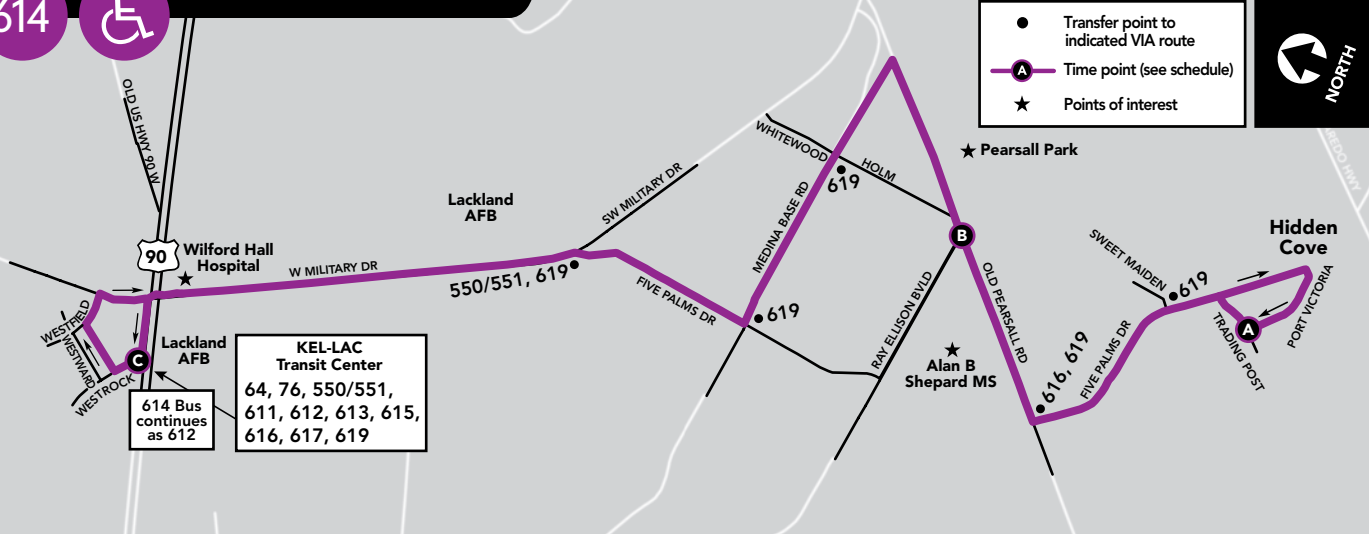 614
Transfer point to
indicated VIA route
A
Time point (see schedule)
Points of interest
NORTH
OLD US HWY 90 W
90
Wilford Hall
Hospital
W MILITARY DR
Lackland
AFB
SW MILITARY DR
550/551, 619
FIVE PALMS DR
WHITEWOOD
HOLM
619
MEDINA BASE RD
619
Pearsall Park
B
OLD PEARSALL RD
RAY ELLISON BVLD
Alan B
Shepard MS
616, 619
FIVE PALMS DR
SWEET MAIDEN
619
Hidden
Cove
A
TRADING POST
PORT VICTORIA
WESTFIELD
WESTWARD
WESTROCK
C
Lackland
AFB
614 Bus
continues
as 612
KEL-LAC
Transit Center
64, 76, 550/551,
611, 612, 613, 615,
616, 617, 619